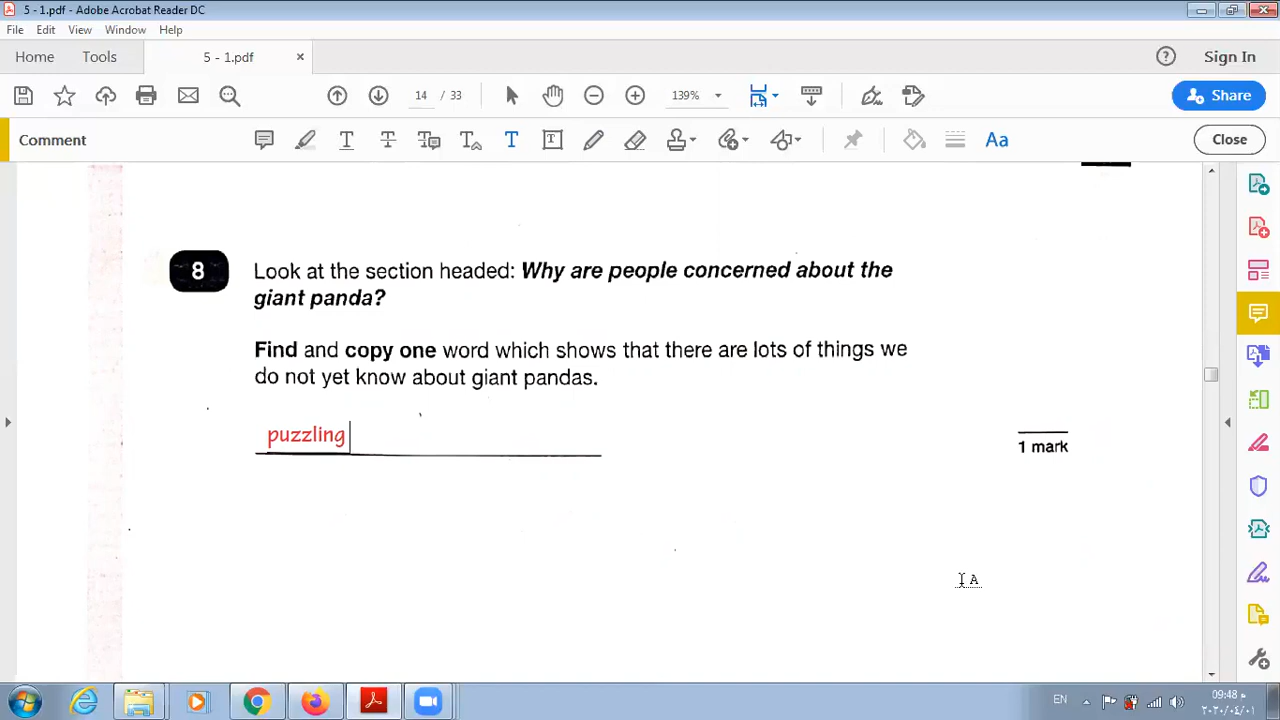 5 - 1.pdf - Adobe Acrobat Reader DC
File Edit View Window Help
Home Tools 5 - 1.pdf × Sign In
14 / 33 139% Share
Comment Close
8 Look at the section headed: Why are people concerned about the
giant panda?
Find and copy one word which shows that there are lots of things we
do not yet know about giant pandas.
puzzling
1 mark
A
EN 09:48 م
٢٠٢٠/٠٤/٠١